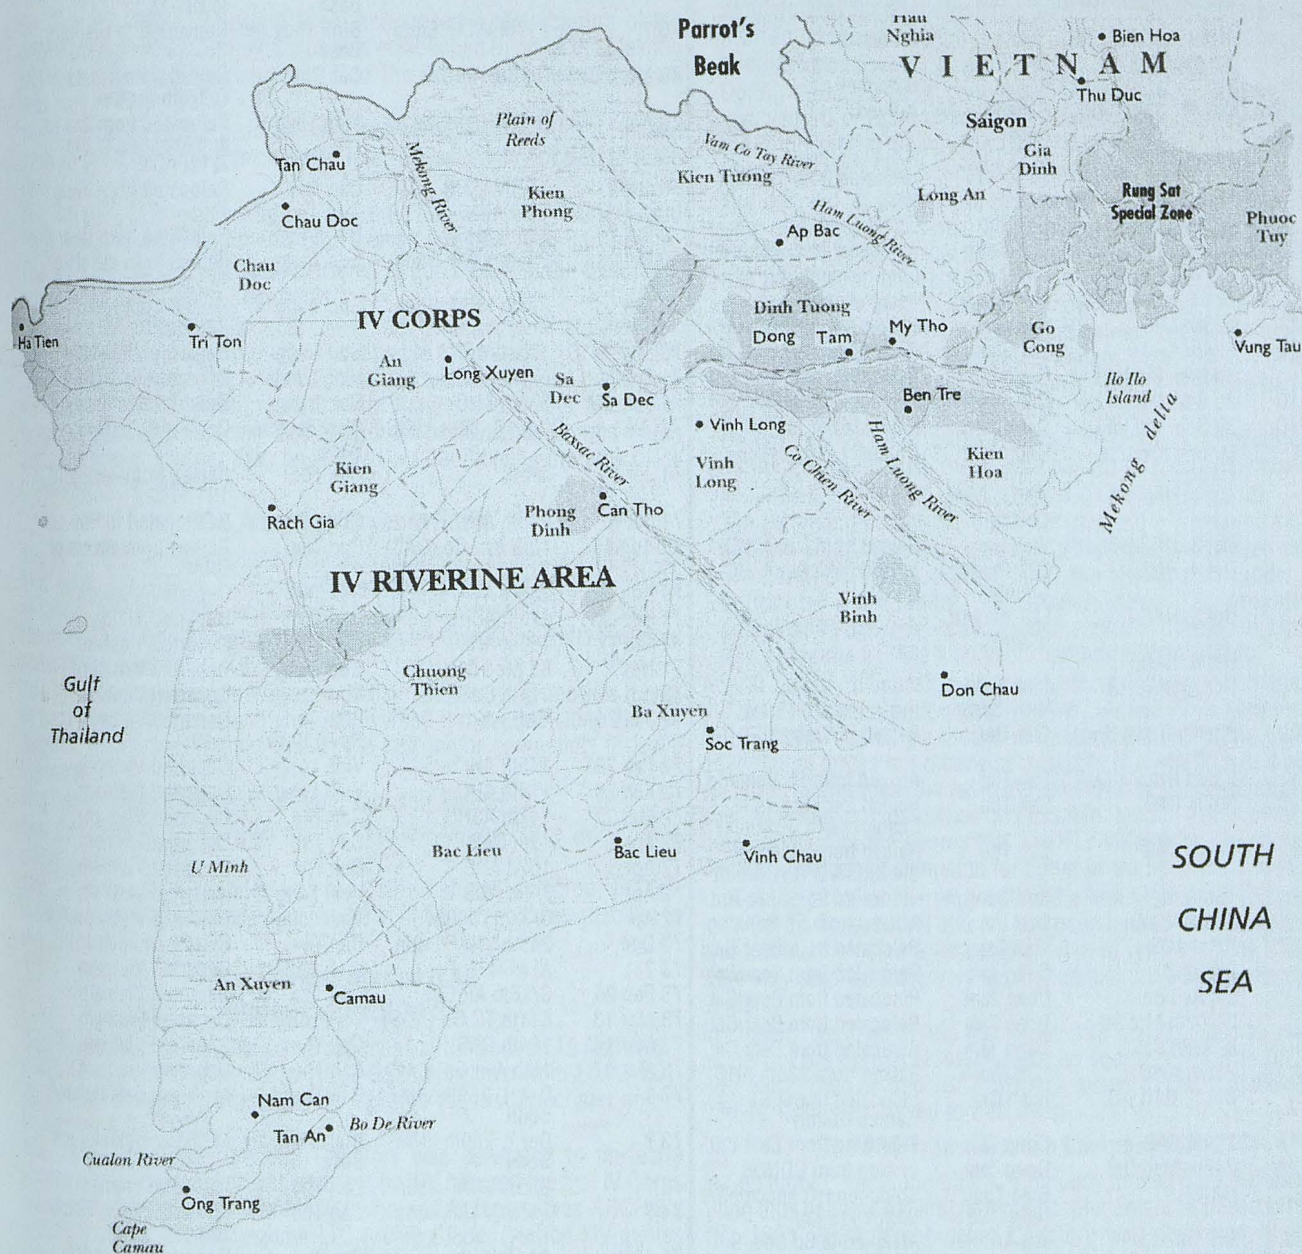 Parrot's
Beak
Hau
Nghia
Bien Hoa
VIETNAM
Thu Duc
Plain of
Reeds
Saigon
Tan Chau
Mekong River
Vam Co Tay River
Gia
Dinh
Kien Tuong
Kien
Phong
Long An
Rung Sat
Special Zone
Chau Doc
Ham Luong River
Phuoc
Tuy
Ap Bac
Chau
Doc
IV CORPS
Dinh Tuong
Ha Tien
Tri Ton
Dong Tam
My Tho
Go
Cong
Vung Tau
An
Giang
Long Xuyen
Sa
Dec
Sa Dec
Ben Tre
Ilo Ilo
Island
Mekong della
Vinh Long
Baxsac River
Vinh
Long
Co Chien River
Ham Luong River
Kien
Hoa
Kien
Giang
Rach Gia
Phong
Dinh
Can Tho
IV RIVERINE AREA
Vinh
Binh
Gulf
of
Thailand
Chuong
Thien
Don Chau
Ba Xuyen
Soc Trang
U Minh
Bac Lieu
Bac Lieu
Vinh Chau
SOUTH
CHINA
SEA
An Xuyen
Camau
Nam Can
Tan An
Bo De River
Cualon River
Ong Trang
Cape
Camau